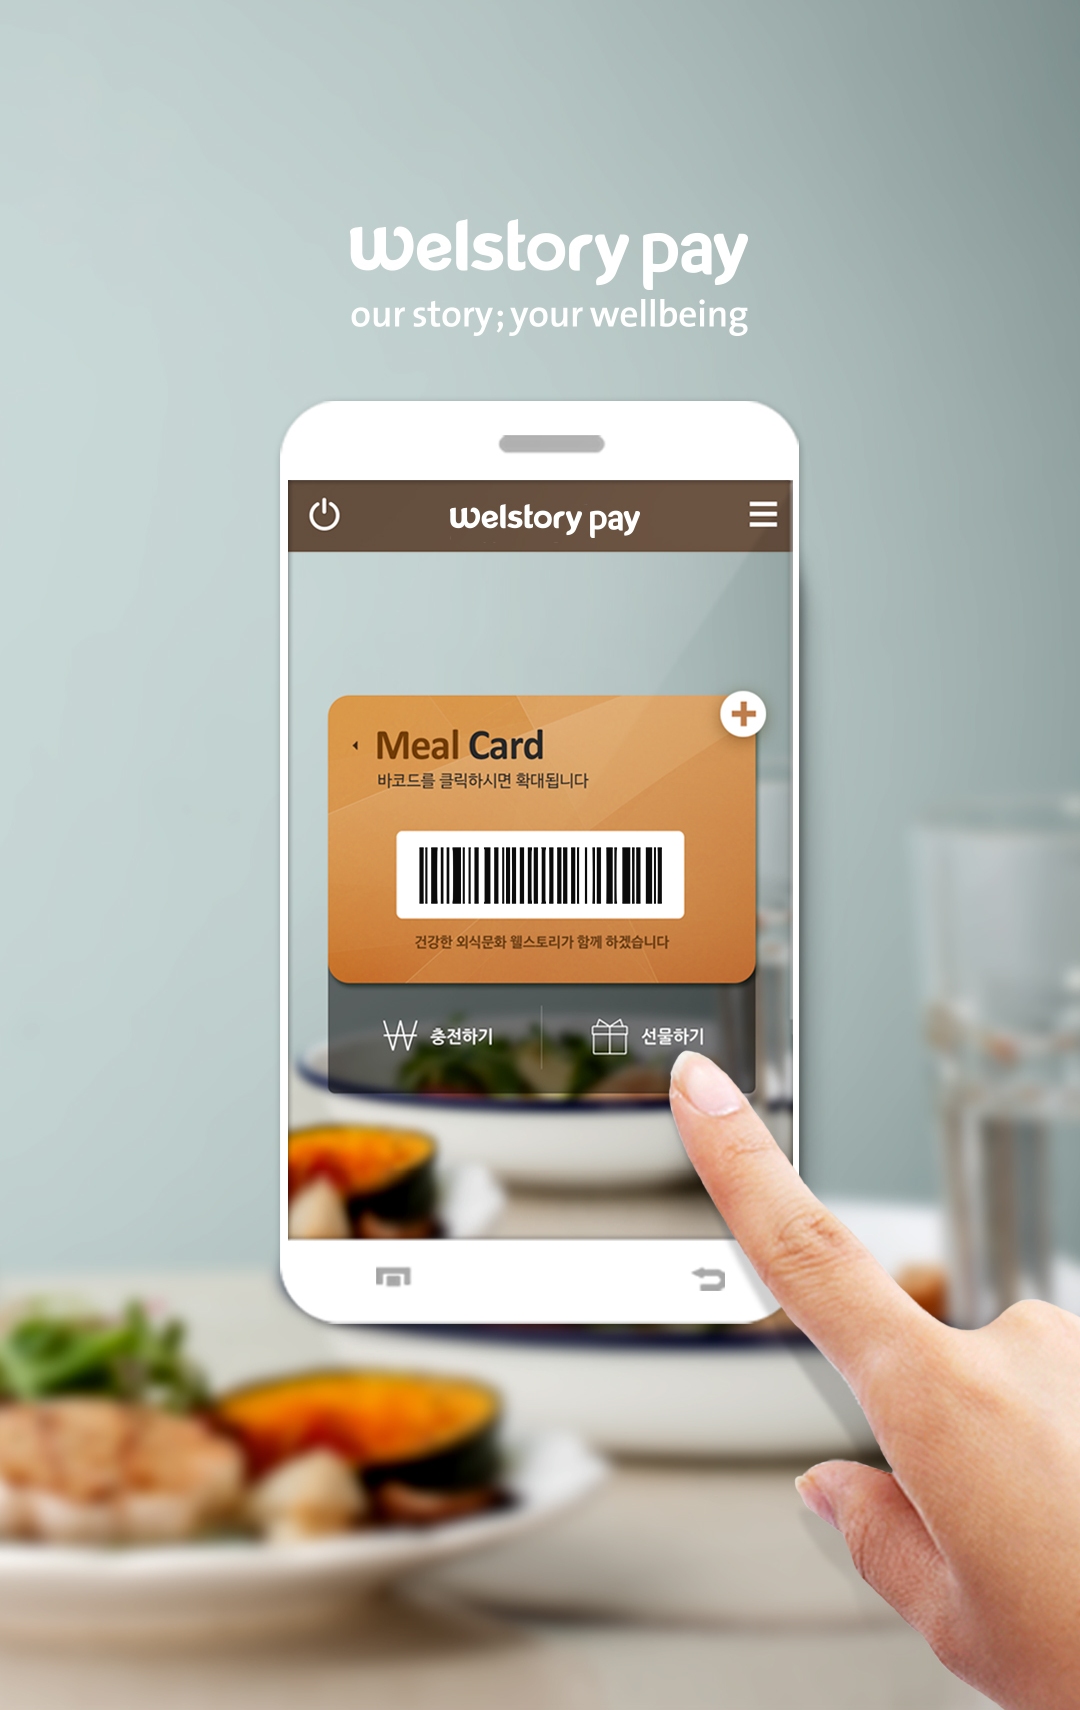 welstory pay
our story; your wellbeing
welstory pay
Meal Card
바코드를 클릭하시면 확대됩니다
건강한 외식문화 웰스토리가 함께 하겠습니다
충전하기
선물하기